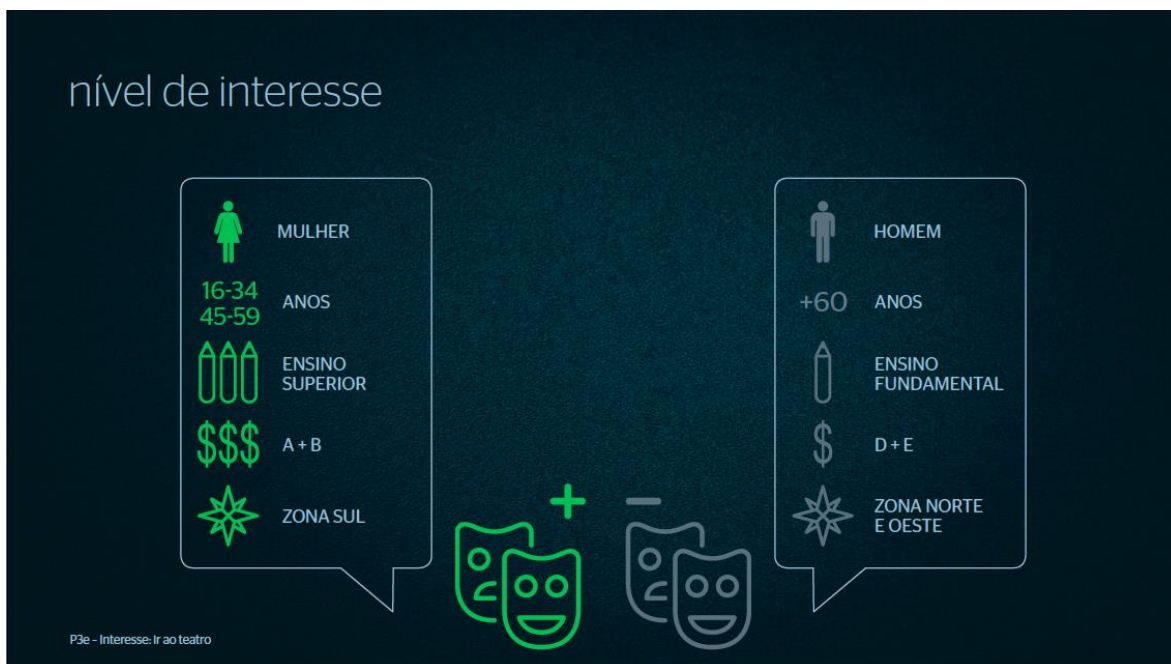 nível de interesse
MULHER
16-34
45-59
ANOS
ENSINO
SUPERIOR
$$$
A + B
ZONA SUL
HOMEM
+60 ANOS
ENSINO
FUNDAMENTAL
$
D + E
ZONA NORTE
E OESTE
P3e - Interesse: Ir ao teatro